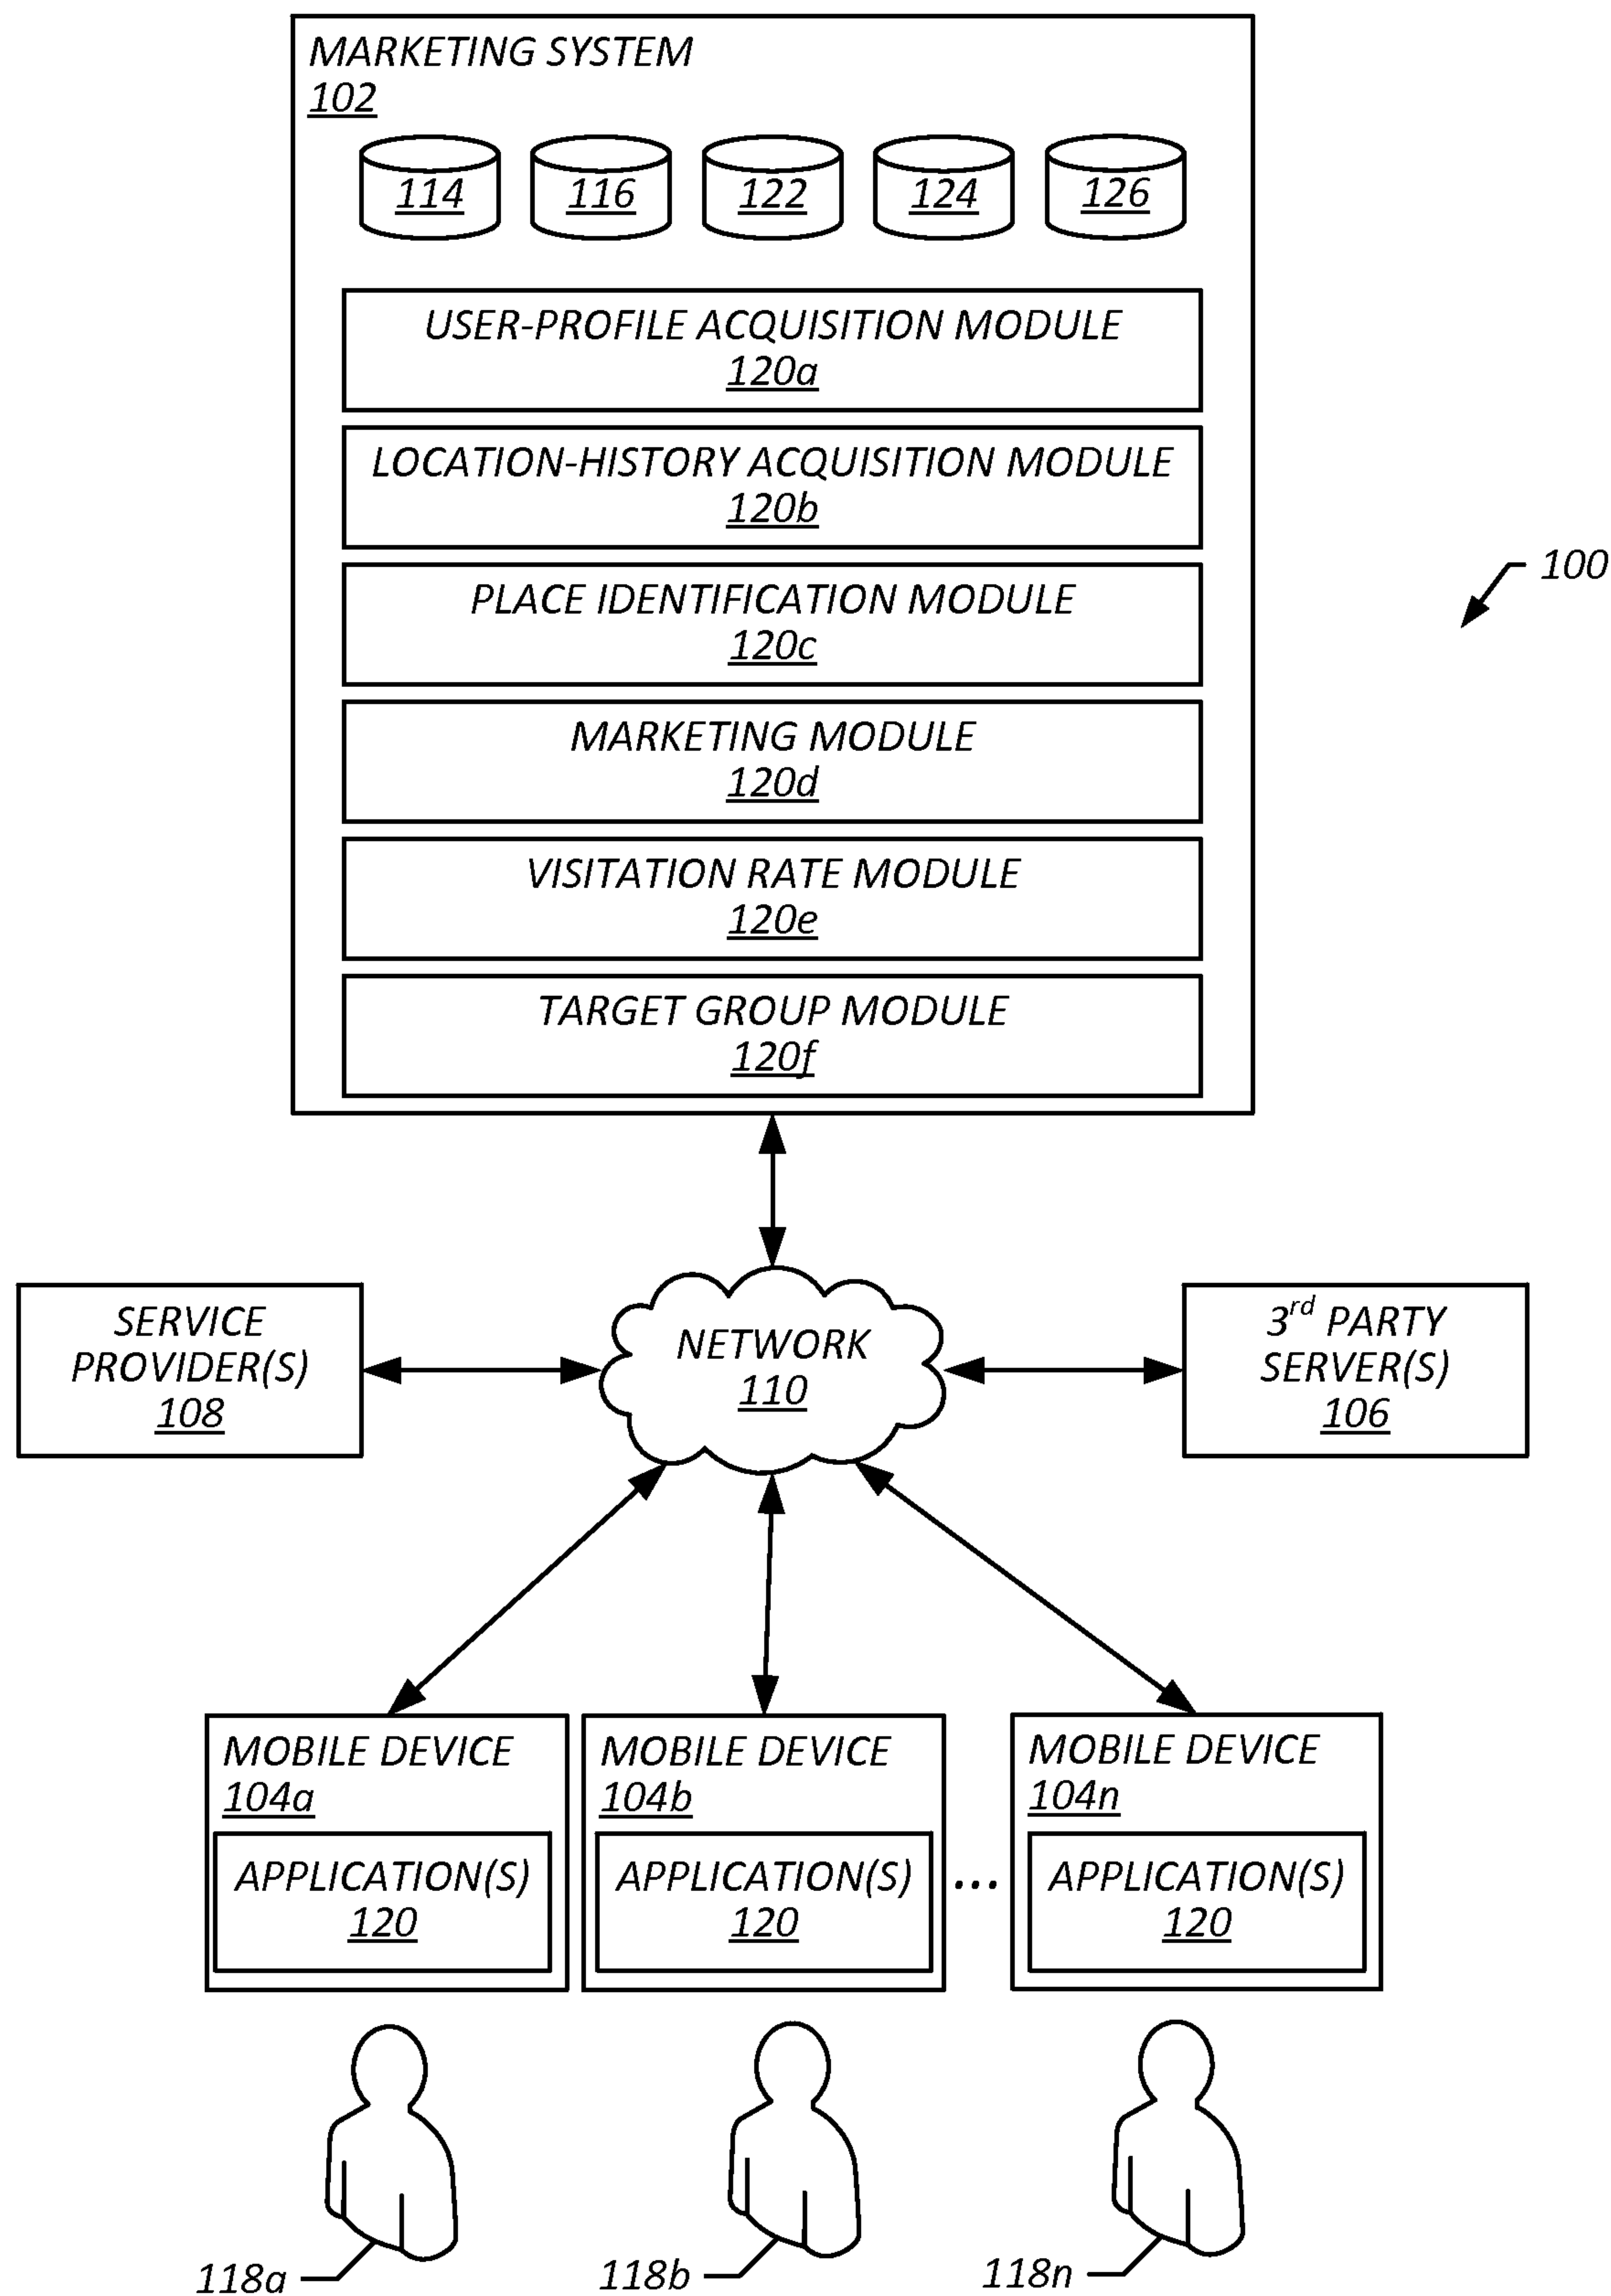 MARKETING SYSTEM
102
114 116 122 124 126
USER-PROFILE ACQUISITION MODULE
120a
LOCATION-HISTORY ACQUISITION MODULE
120b
PLACE IDENTIFICATION MODULE
120c
100
MARKETING MODULE
120d
VISITATION RATE MODULE
120e
TARGET GROUP MODULE
120f
SERVICE
PROVIDER(S)
108
NETWORK
110
3rd PARTY
SERVER(S)
106
MOBILE DEVICE
104a
APPLICATION(S)
120
MOBILE DEVICE
104b
APPLICATION(S)
120
...
MOBILE DEVICE
104n
APPLICATION(S)
120
118a
118b
118n